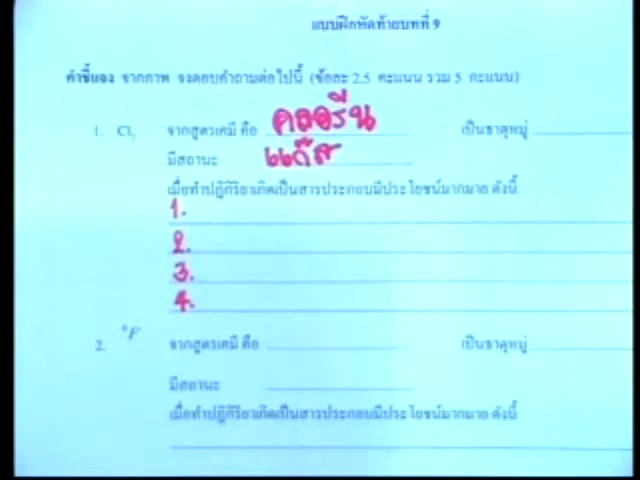 แบบฝึกหัดท้ายบทที่ 9
คำชี้แจง จากภาพ จงตอบคำถามต่อไปนี้ (ข้อละ 2.5 คะแนน รวม 5 คะแนน)
1. Cl₂ จากสูตรเคมี คือ คลอรีน เป็นธาตุหมู่
มีสถานะ แก๊ส
เมื่อทำปฏิกิริยาเกิดเป็นสารประกอบมีประโยชน์มากมาย ดังนี้
1.
2.
3.
4.
2. F จากสูตรเคมี คือ เป็นธาตุหมู่
มีสถานะ
เมื่อทำปฏิกิริยาเกิดเป็นสารประกอบมีประโยชน์มากมาย ดังนี้